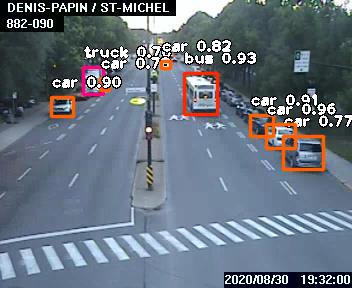 DENIS-PAPIN / ST-MICHEL
882-090
car 0.82
truck 0.7
car 0.7
bus 0.93
car 0.90
car 0.91
car 0.96
car 0.77
2020/08/30 19:32:00